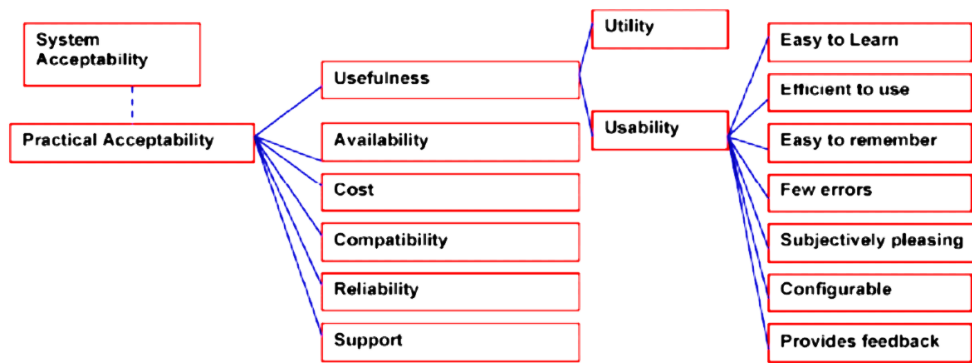 System
Acceptability
Practical Acceptability
Usefulness
Availability
Cost
Compatibility
Reliability
Support
Utility
Usability
Easy to Learn
Efficient to use
Easy to remember
Few errors
Subjectively pleasing
Configurable
Provides feedback